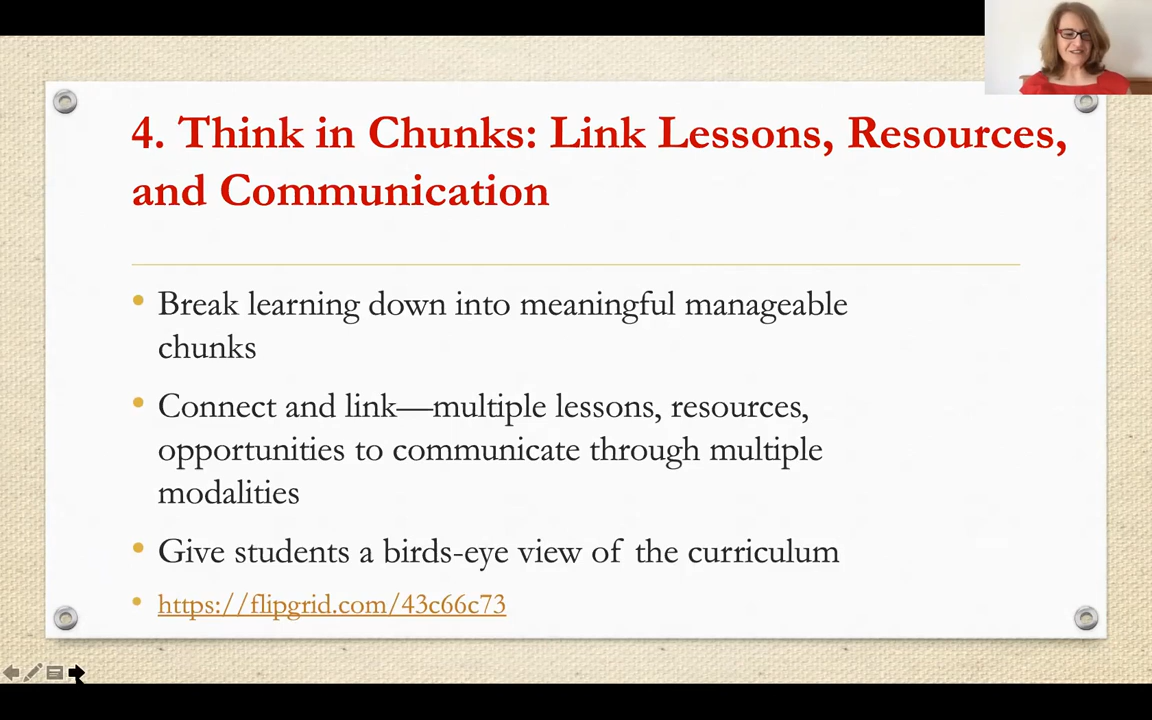 4. Think in Chunks: Link Lessons, Resources,
and Communication
• Break learning down into meaningful manageable
chunks
• Connect and link—multiple lessons, resources,
opportunities to communicate through multiple
modalities
• Give students a birds-eye view of the curriculum
• https://flipgrid.com/43c66c73